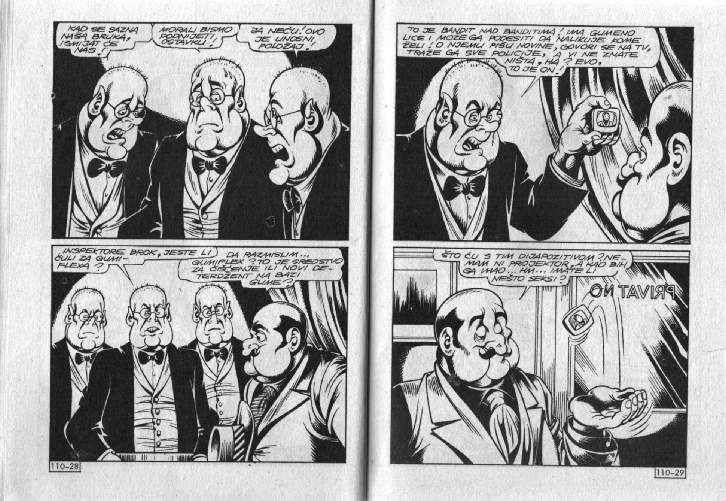 KAD SE SAZNA
NAŠA BRUKA,
ISMIJAT ĆE
NAS!
MORALI BISMO
PODNIJETI
OSTAVKU!
JA NEĆU! OVO
JE UNOSNI
POLOŽAJ!
INSPEKTORE BROK, JESTE LI
ČULI ZA GUMI-
FLEXA?
DA RAZMISLIM...
GUMIFLEX? TO JE SREDSTVO
ZA ČIŠĆENJE ILI NOVI DE-
TERDŽENT NA BAZI
GUME?
110-28
TO JE BANDIT NAD BANDITIMA! IMA GUMENO
LICE I MOŽE GA PODESITI DA NALIKUJE KOME
ŽELI! O NJEMU PIŠU NOVINE, GOVORI SE NA TV,
TRAŽE GA SVE POLICIJE, A VI NE ZNATE
NIŠTA, HA? EVO,
TO JE ON!
ŠTO ĆU S TIM DIJAPOZITIVOM? NE-
MAM NI PROJEKTOR, A KAD BIH
GA IMAO... HM... IMATE LI
NEŠTO SEKSI?
PRIVATNO
110-29